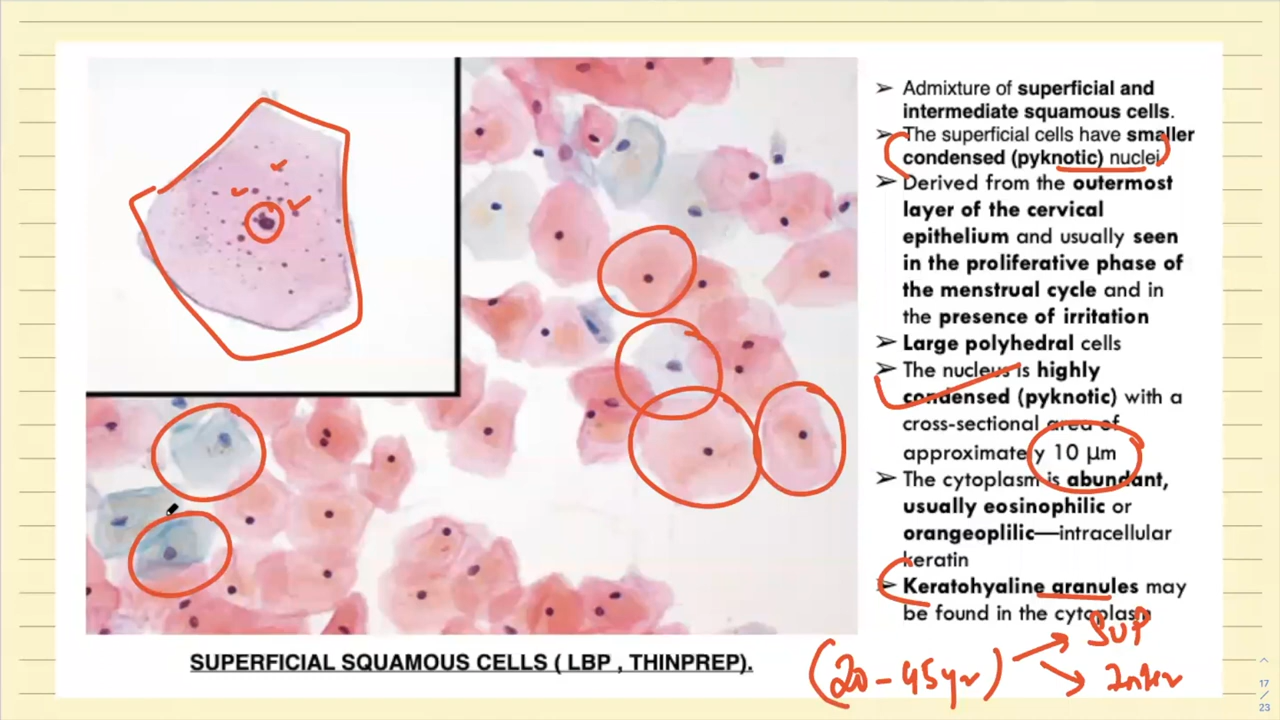 ➢ Admixture of superficial and
intermediate squamous cells.
➢ The superficial cells have smaller
condensed (pyknotic) nuclei
➢ Derived from the outermost
layer of the cervical
epithelium and usually seen
in the proliferative phase of
the menstrual cycle and in
the presence of irritation
➢ Large polyhedral cells
➢ The nucleus is highly
condensed (pyknotic) with a
cross-sectional area of
approximately 10 µm
➢ The cytoplasm is abundant,
usually eosinophilic or
orangeoplilic—intracellular
keratin
➢ Keratohyaline granules may
be found in the cytoplasm
SUPERFICIAL SQUAMOUS CELLS ( LBP , THINPREP).
(20-45yr) → SUP
→ Inter
17
/
23